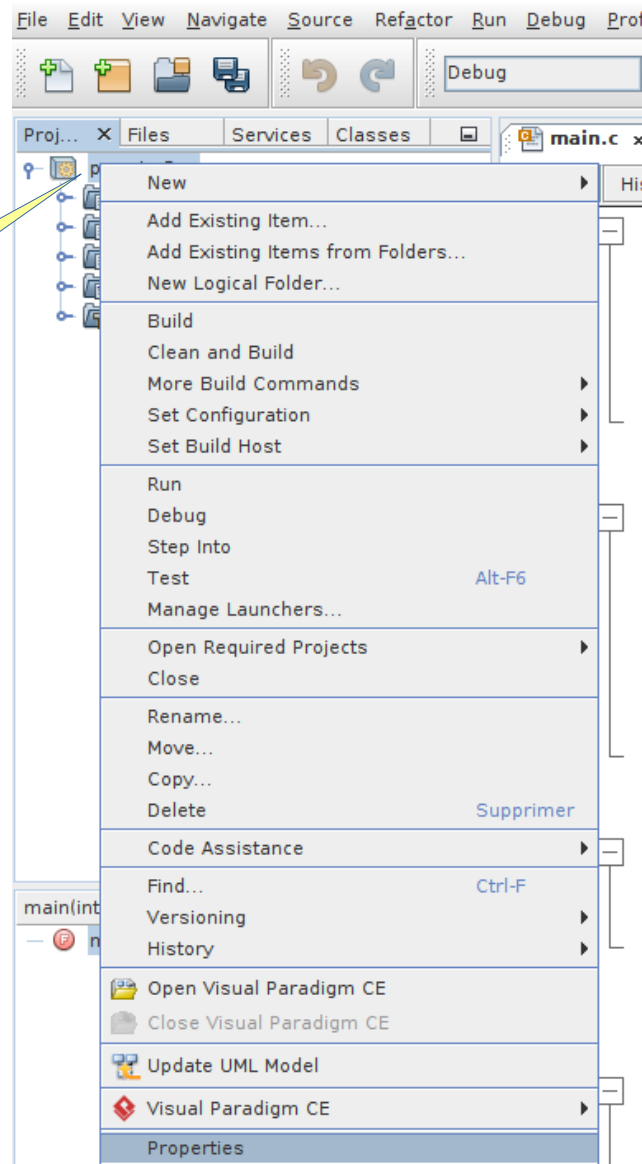 File Edit View Navigate Source Refactor Run Debug
Debug
Proj... × Files Services Classes
main.c ×
New
Add Existing Item...
Add Existing Items from Folders...
New Logical Folder...
Build
Clean and Build
More Build Commands
Set Configuration
Set Build Host
Run
Debug
Step Into
Test Alt-F6
Manage Launchers...
Open Required Projects
Close
Rename...
Move...
Copy...
Delete Supprimer
Code Assistance
Find... Ctrl-F
Versioning
History
main(int
Open Visual Paradigm CE
Close Visual Paradigm CE
Update UML Model
Visual Paradigm CE
Properties